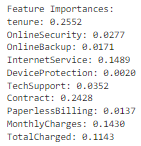 Feature Importances:
tenure: 0.2552
OnlineSecurity: 0.0277
OnlineBackup: 0.0171
InternetService: 0.1489
DeviceProtection: 0.0020
TechSupport: 0.0352
Contract: 0.2428
PaperlessBilling: 0.0137
MonthlyCharges: 0.1430
TotalCharged: 0.1143